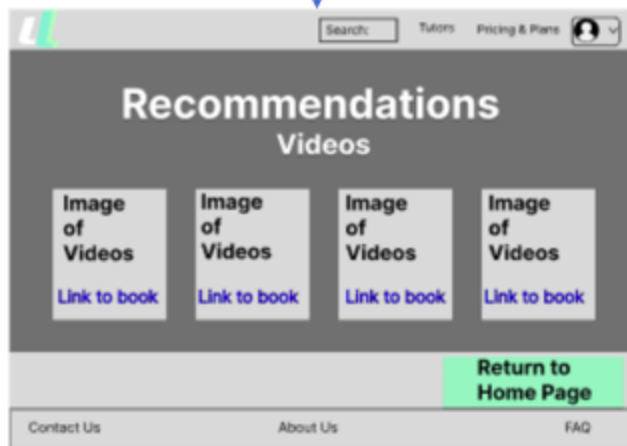 Search:
Tutors
Pricing & Plans
Recommendations
Videos
Image
of
Videos
Link to book
Image
of
Videos
Link to book
Image
of
Videos
Link to book
Image
of
Videos
Link to book
Return to
Home Page
Contact Us
About Us
FAQ